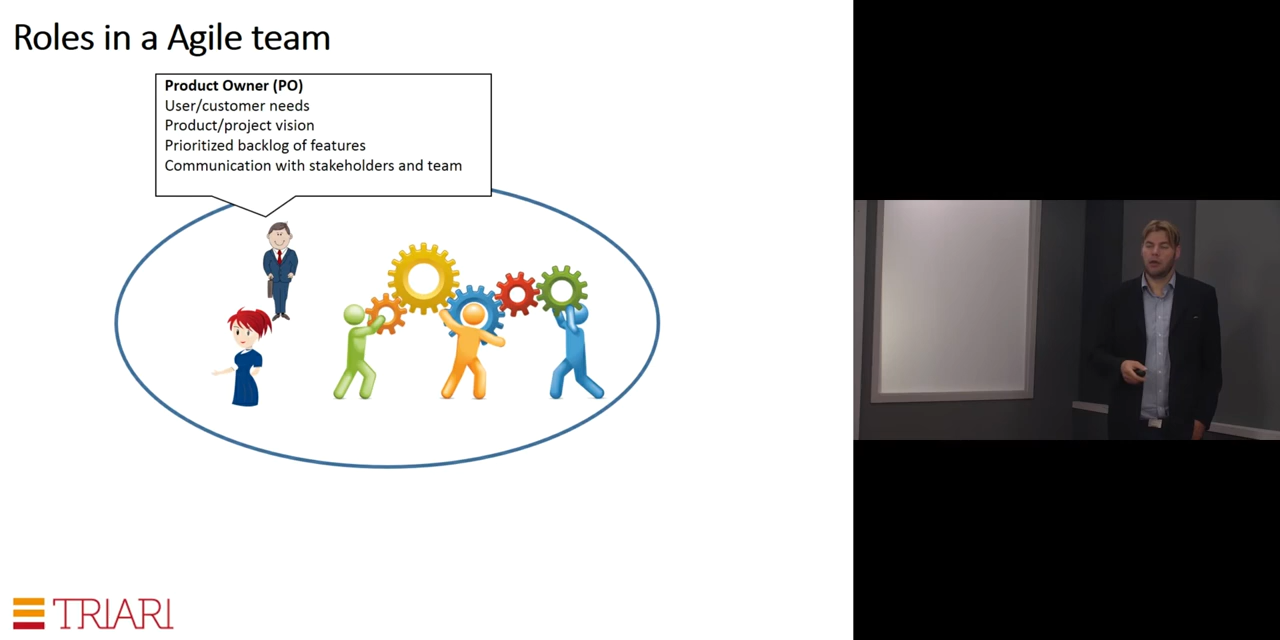 Roles in a Agile team
Product Owner (PO)
User/customer needs
Product/project vision
Prioritized backlog of features
Communication with stakeholders and team
TRIARI